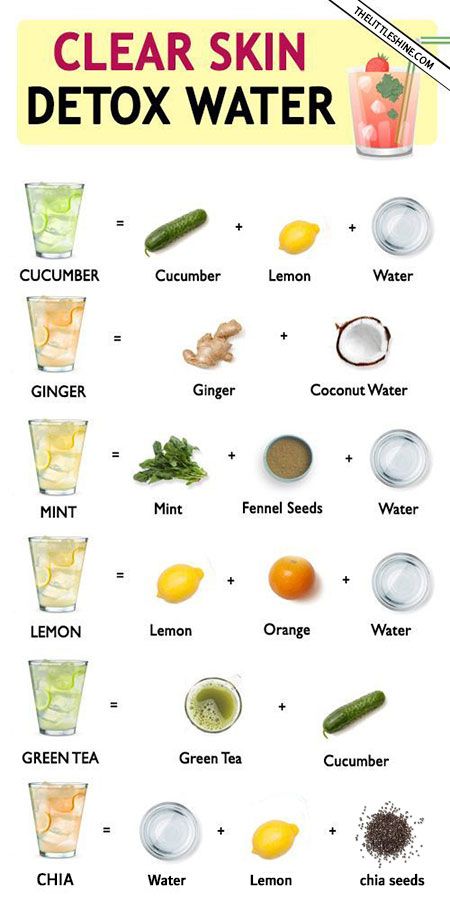 THELITTLESHINE.COM
CLEAR SKIN
DETOX WATER
=
+
+
CUCUMBER
Cucumber
Lemon
Water
=
+
GINGER
Ginger
Coconut Water
=
+
+
MINT
Mint
Fennel Seeds
Water
=
+
+
LEMON
Lemon
Orange
Water
=
+
GREEN TEA
Green Tea
Cucumber
=
+
+
CHIA
Water
Lemon
chia seeds